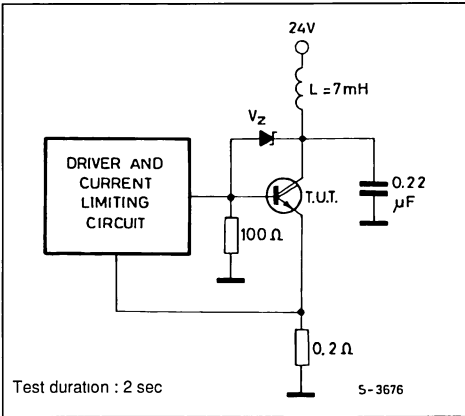 24V
L = 7mH
Vz
DRIVER AND
CURRENT
LIMITING
CIRCUIT
T.U.T.
0.22
µF
100 Ω
0.2 Ω
Test duration : 2 sec
S-3676